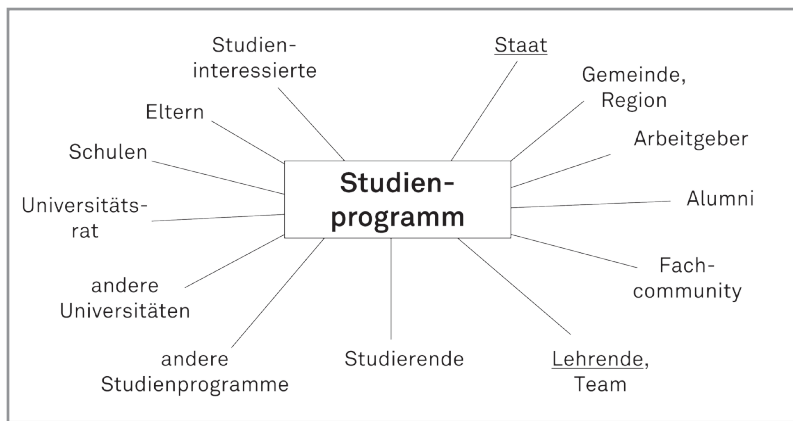 Studien-
interessierte
Staat
Gemeinde,
Region
Eltern
Arbeitgeber
Schulen
Studien-
programm
Universitäts-
rat
Alumni
andere
Universitäten
Fach-
community
andere
Studienprogramme
Studierende
Lehrende,
Team